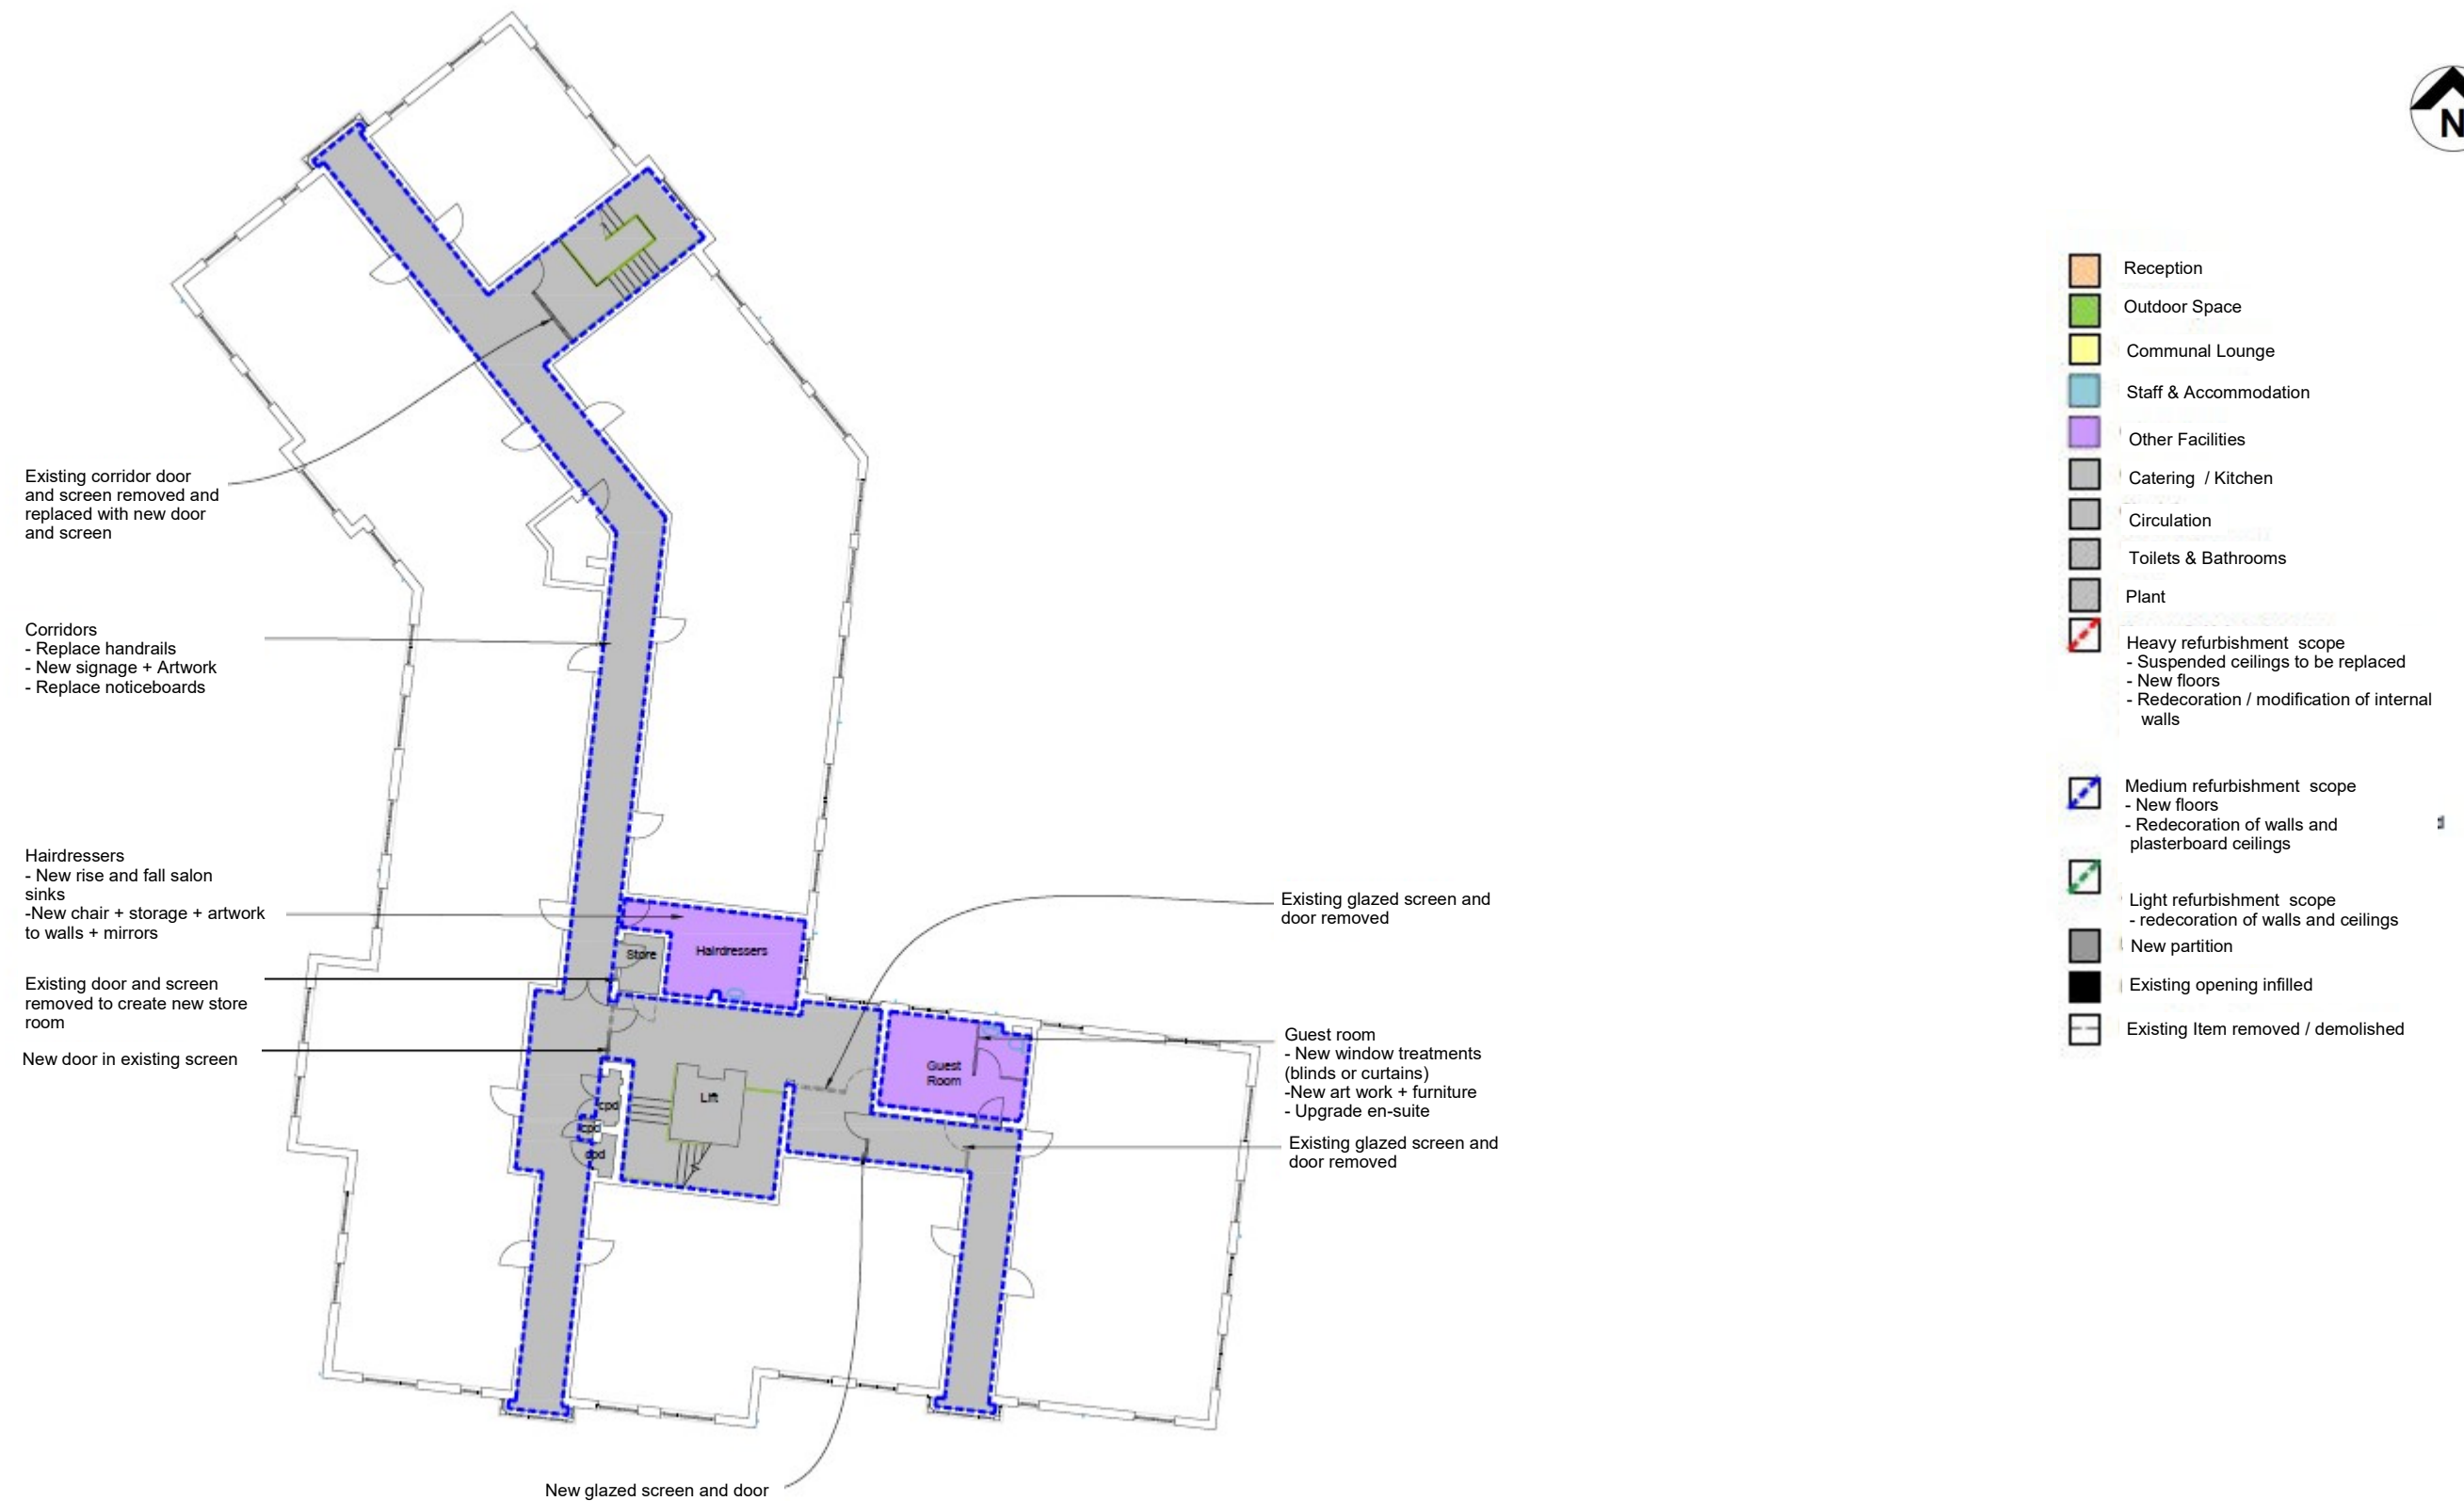 N
Reception
Outdoor Space
Communal Lounge
Staff & Accommodation
Other Facilities
Catering / Kitchen
Circulation
Toilets & Bathrooms
Plant
Heavy refurbishment scope
- Suspended ceilings to be replaced
- New floors
- Redecoration / modification of internal
walls
Medium refurbishment scope
- New floors
- Redecoration of walls and
plasterboard ceilings
Light refurbishment scope
- redecoration of walls and ceilings
New partition
Existing opening infilled
Existing Item removed / demolished
Existing corridor door
and screen removed and
replaced with new door
and screen
Corridors
- Replace handrails
- New signage + Artwork
- Replace noticeboards
Hairdressers
- New rise and fall salon
sinks
-New chair + storage + artwork
to walls + mirrors
Existing door and screen
removed to create new store
room
New door in existing screen
Store
Hairdressers
Guest
Room
Lift
cpd
cpd
cpd
Existing glazed screen and
door removed
Guest room
- New window treatments
(blinds or curtains)
-New art work + furniture
- Upgrade en-suite
Existing glazed screen and
door removed
New glazed screen and door